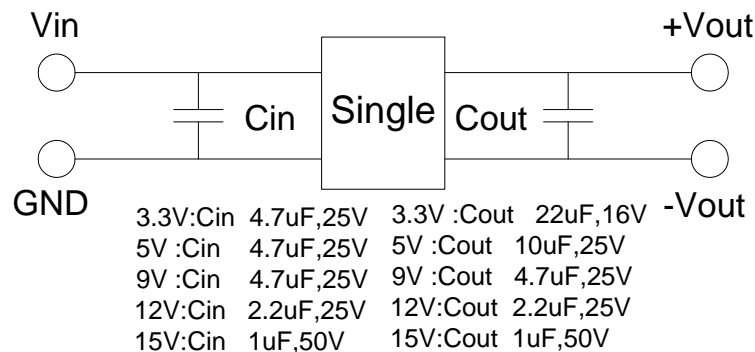 Vin +Vout
Cin Single Cout
GND -Vout
3.3V:Cin 4.7uF,25V 3.3V :Cout 22uF,16V
5V :Cin 4.7uF,25V 5V :Cout 10uF,25V
9V :Cin 4.7uF,25V 9V :Cout 4.7uF,25V
12V:Cin 2.2uF,25V 12V:Cout 2.2uF,25V
15V:Cin 1uF,50V 15V:Cout 1uF,50V